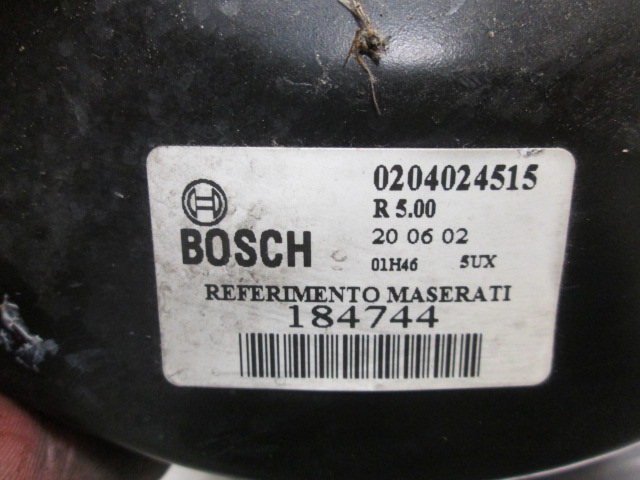 0204024515
R 5.00
BOSCH
20 06 02
01H46 5UX
REFERIMENTO MASERATI
184744